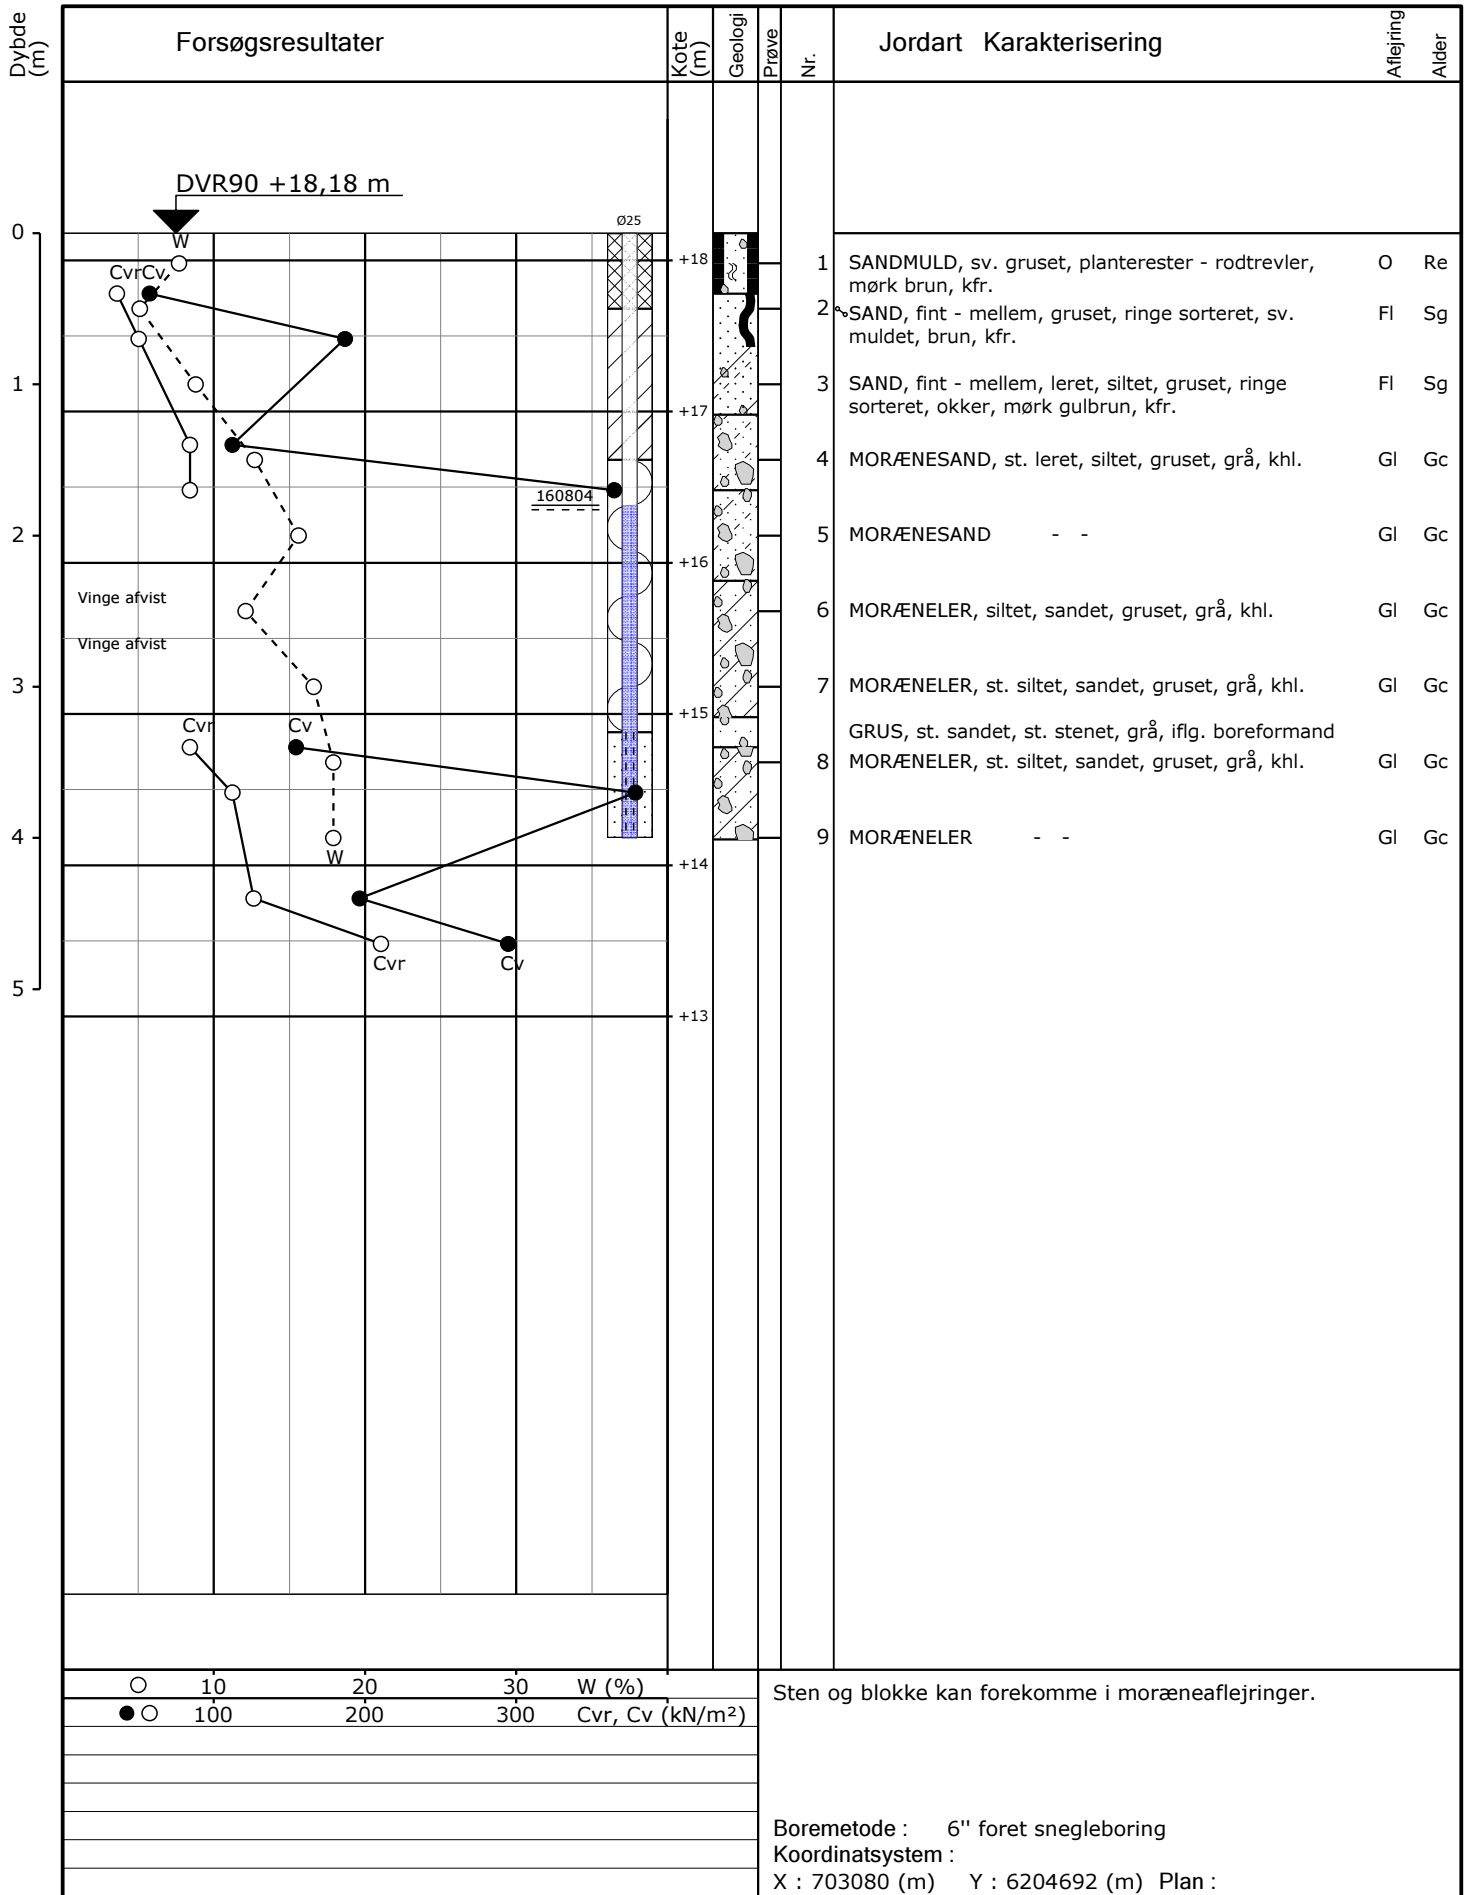 Dybde (m)
Forsøgsresultater
Kote (m)
Geologi
Prøve
Nr.
Jordart Karakterisering
Aflejring
Alder
DVR90 +18,18 m
Ø25
0
W
+18
1 SANDMULD, sv. gruset, planterester - rodtrevler, O Re
mørk brun, kfr.
Cvr Cv
2 SAND, fint - mellem, gruset, ringe sorteret, sv. Fl Sg
muldet, brun, kfr.
1
3 SAND, fint - mellem, leret, siltet, gruset, ringe Fl Sg
sorteret, okker, mørk gulbrun, kfr.
+17
4 MORÆNESAND, st. leret, siltet, gruset, grå, khl. Gl Gc
160804
2
5 MORÆNESAND - - Gl Gc
+16
Vinge afvist
6 MORÆNELER, siltet, sandet, gruset, grå, khl. Gl Gc
Vinge afvist
3
7 MORÆNELER, st. siltet, sandet, gruset, grå, khl. Gl Gc
+15
Cvr Cv
GRUS, st. sandet, st. stenet, grå, iflg. boreformand
8 MORÆNELER, st. siltet, sandet, gruset, grå, khl. Gl Gc
4
9 MORÆNELER - - Gl Gc
W
+14
Cvr Cv
5
+13
10 20 30 W (%)
100 200 300 Cvr, Cv (kN/m²)
Sten og blokke kan forekomme i moræneaflejringer.
Boremetode : 6" foret snegleboring
Koordinatsystem :
X : 703080 (m) Y : 6204692 (m) Plan :